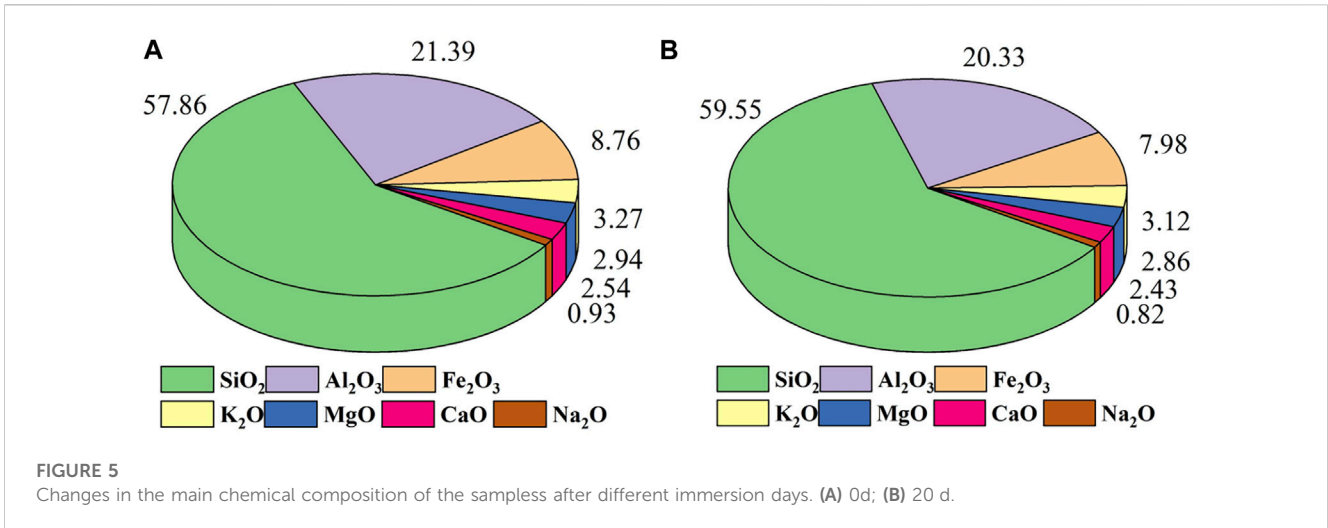 A
21.39
57.86
8.76
3.27
2.94
2.54
0.93
SiO₂ Al₂O₃ Fe₂O₃
K₂O MgO CaO Na₂O
B
20.33
59.55
7.98
3.12
2.86
2.43
0.82
SiO₂ Al₂O₃ Fe₂O₃
K₂O MgO CaO Na₂O
FIGURE 5
Changes in the main chemical composition of the sampless after different immersion days. (A) 0d; (B) 20 d.